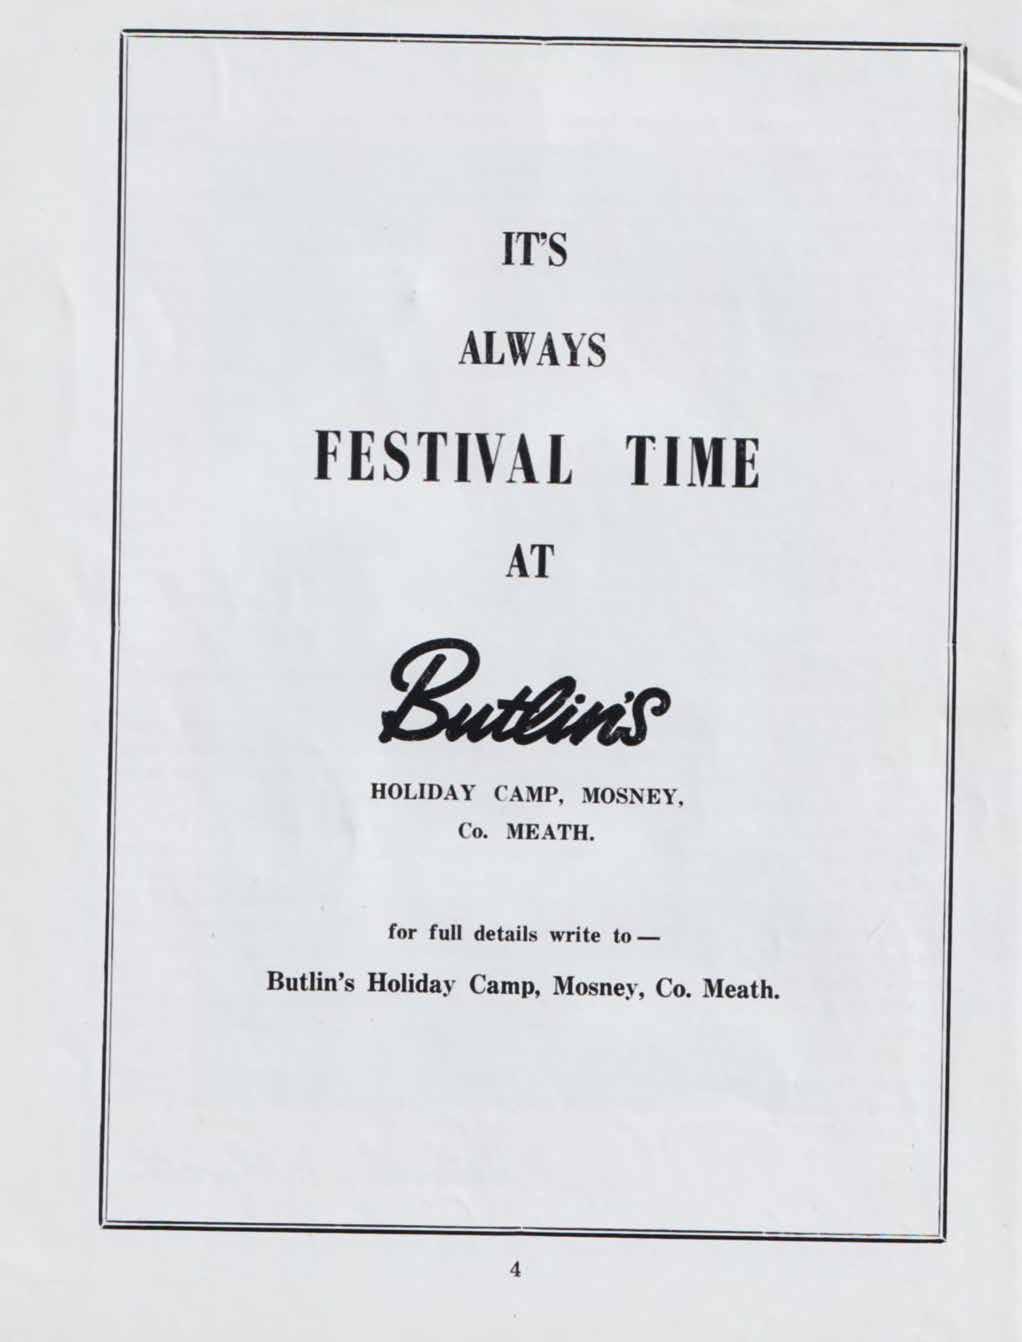 IT'S
ALWAYS
FESTIVAL TIME
AT
Butlin's
HOLIDAY CAMP, MOSNEY,
Co. MEATH.
for full details write to —
Butlin's Holiday Camp, Mosney, Co. Meath.
4